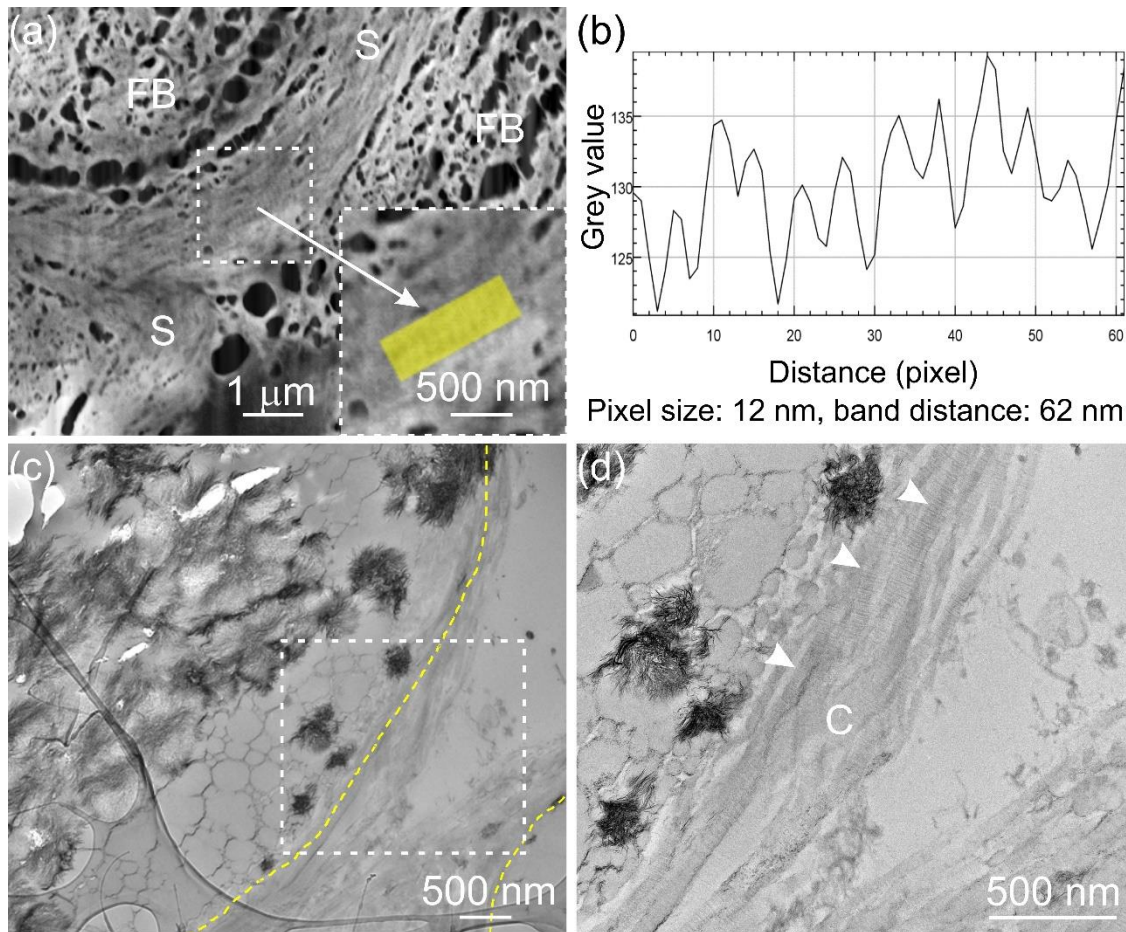 (a)
S
FB
FB
S
1 μm
500 nm
(b)
Grey value
135
130
125
0
10
20
30
40
50
60
Distance (pixel)
Pixel size: 12 nm, band distance: 62 nm
(c)
500 nm
(d)
C
500 nm